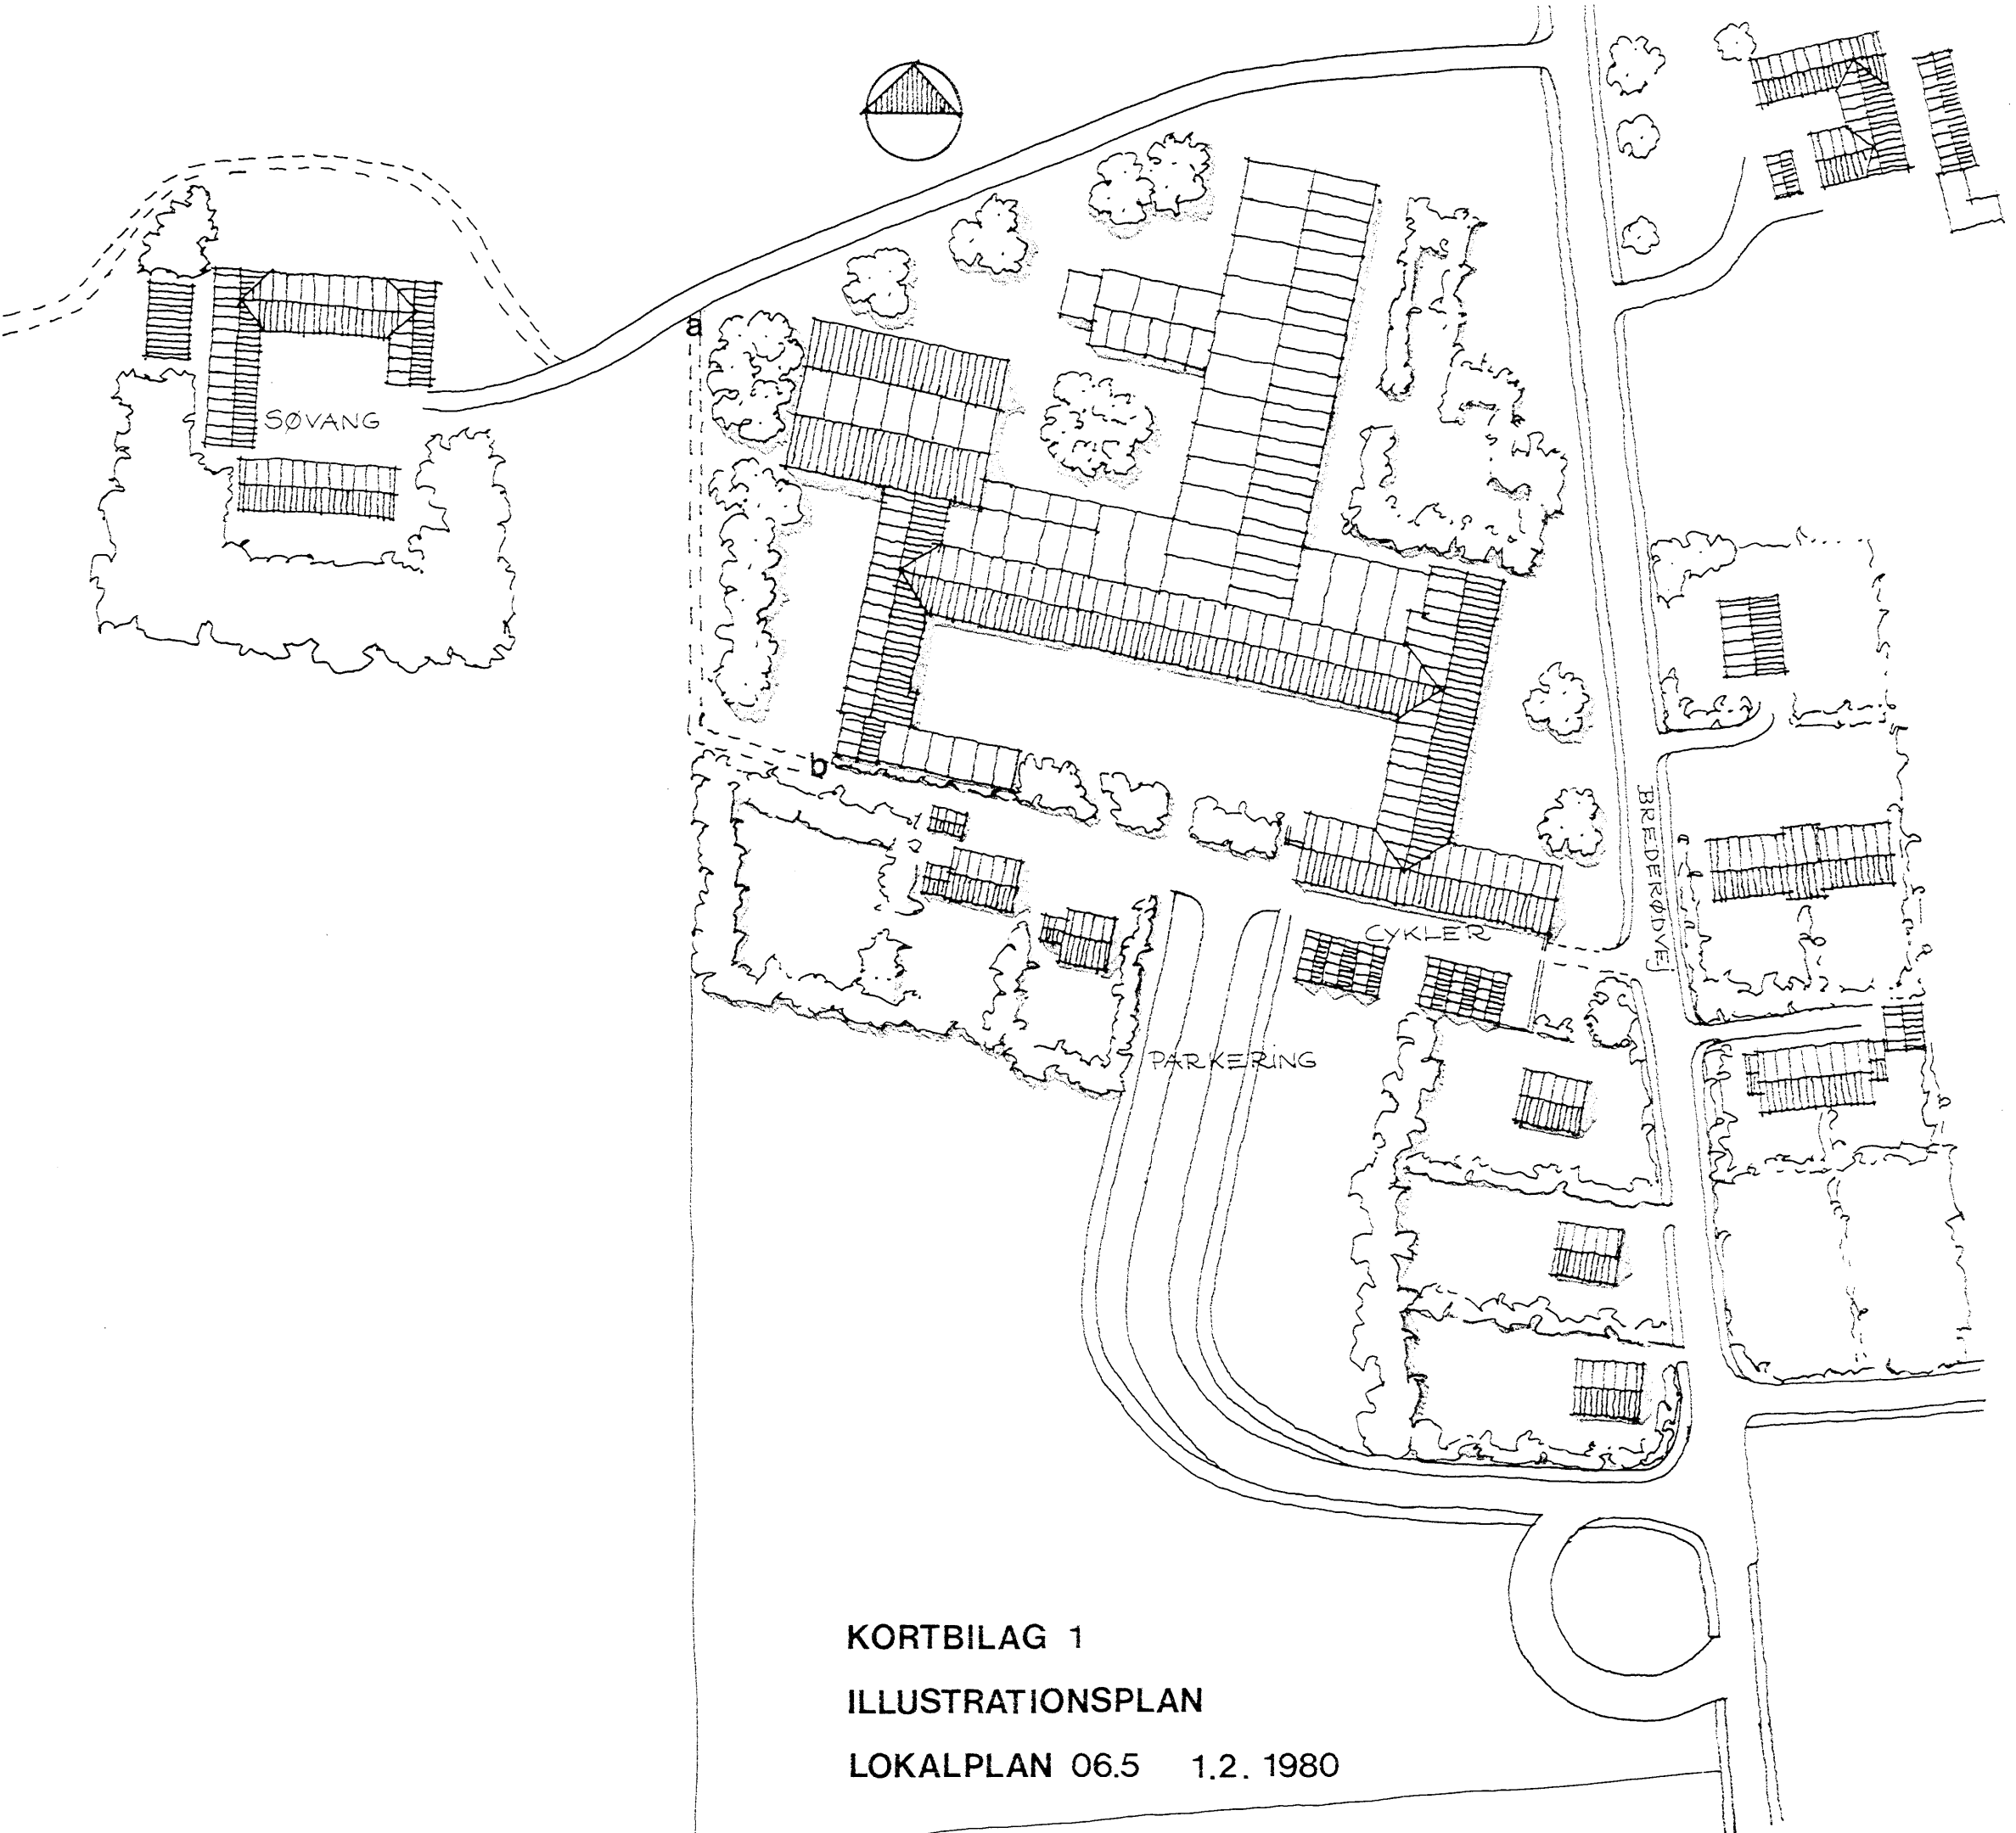 a
SØVANG
b
BREDERØDVEJ
CYKLER
PARKERING
KORTBILAG 1
ILLUSTRATIONSPLAN
LOKALPLAN 06.5 1.2. 1980